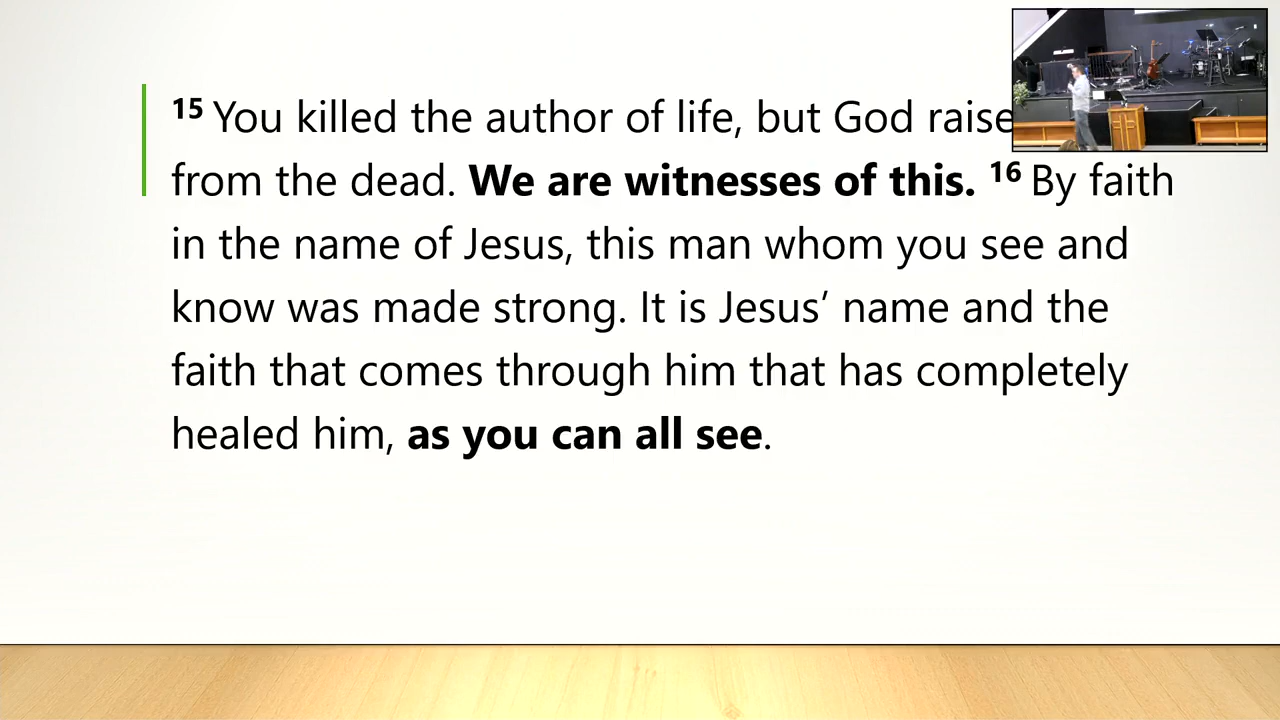 15 You killed the author of life, but God raise
from the dead. We are witnesses of this. 16 By faith
in the name of Jesus, this man whom you see and
know was made strong. It is Jesus’ name and the
faith that comes through him that has completely
healed him, as you can all see.